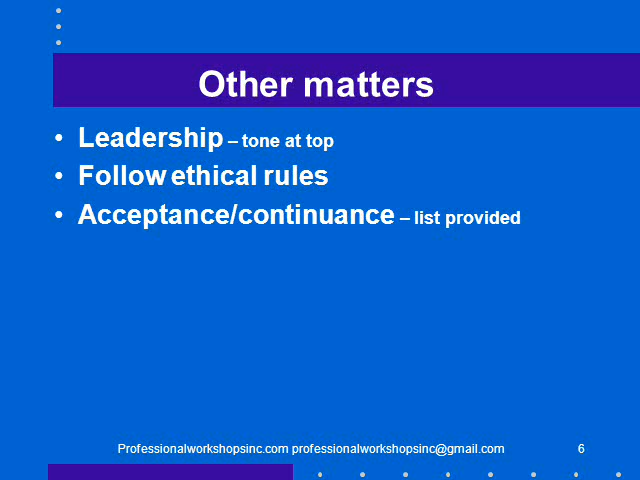 Other matters
• Leadership – tone at top
• Follow ethical rules
• Acceptance/continuance – list provided
Professionalworkshopsinc.com professionalworkshopsinc@gmail.com 6